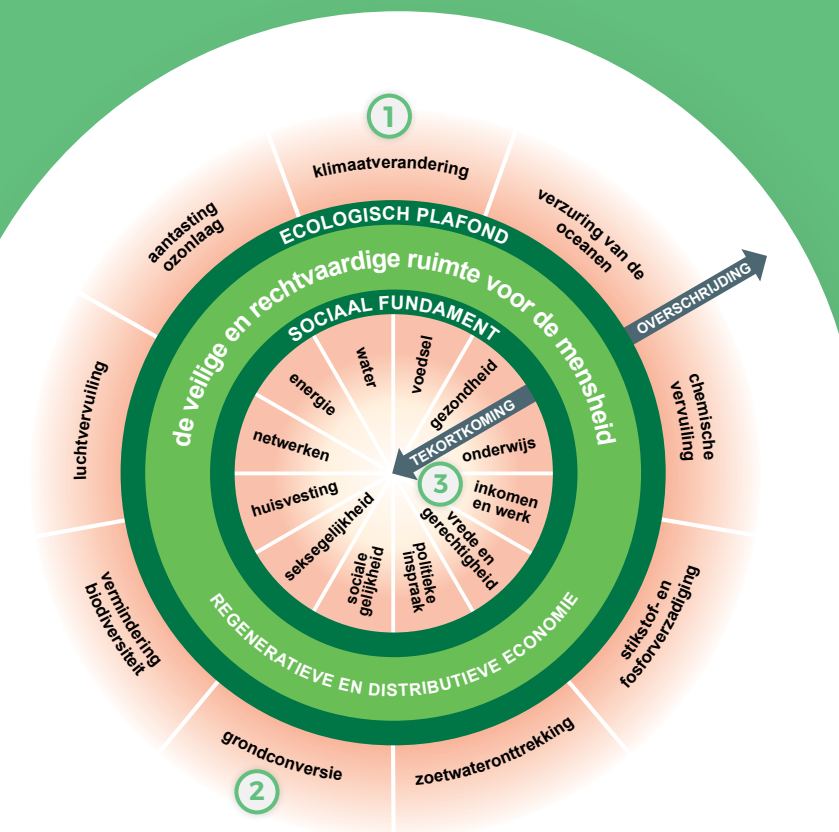 1
klimaatverandering
verzuring van de
oceanen
OVERSCHRIJDING
chemische
vervuiling
stikstof- en
fosforverzadiging
zoetwateronttrekking
grondconversie
2
vermindering
biodiversiteit
luchtvervuiling
aantasting
ozonlaag
ECOLOGISCH PLAFOND
de veilige en rechtvaardige ruimte voor de mensheid
SOCIAAL FUNDAMENT
water
voedsel
gezondheid
TEKORTKOMING
onderwijs
3
inkomen
en werk
vrede en
gerechtigheid
politieke
inspraak
sociale
gelijkheid
seksegelijkheid
huisvesting
netwerken
energie
REGENERATIEVE EN DISTRIBUTIEVE ECONOMIE